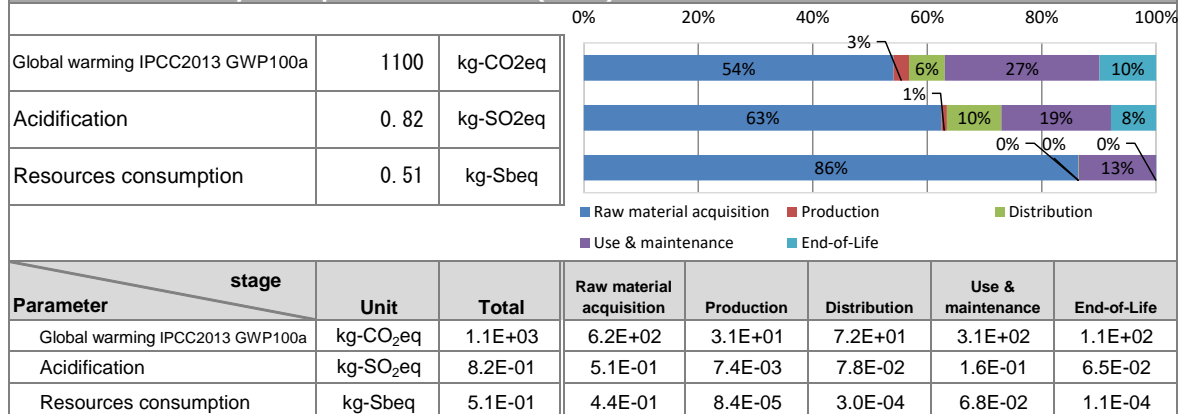 0% 20% 40% 60% 80% 100%
Global warming IPCC2013 GWP100a 1100 kg-CO2eq
3%
54% 6% 27% 10%
Acidification 0.82 kg-SO2eq
1%
63% 10% 19% 8%
Resources consumption 0.51 kg-Sbeq
0% 0% 0%
86% 13%
Raw material acquisition Production Distribution
Use & maintenance End-of-Life
stage
Parameter Unit Total Raw material acquisition Production Distribution Use & maintenance End-of-Life
Global warming IPCC2013 GWP100a kg-CO₂eq 1.1E+03 6.2E+02 3.1E+01 7.2E+01 3.1E+02 1.1E+02
Acidification kg-SO₂eq 8.2E-01 5.1E-01 7.4E-03 7.8E-02 1.6E-01 6.5E-02
Resources consumption kg-Sbeq 5.1E-01 4.4E-01 8.4E-05 3.0E-04 6.8E-02 1.1E-04